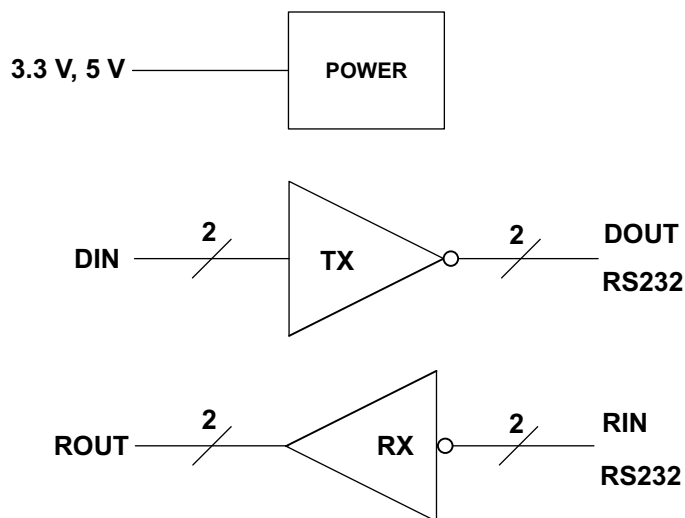 3.3 V, 5 V
POWER
DIN
2
TX
2
DOUT
RS232
ROUT
2
RX
2
RIN
RS232